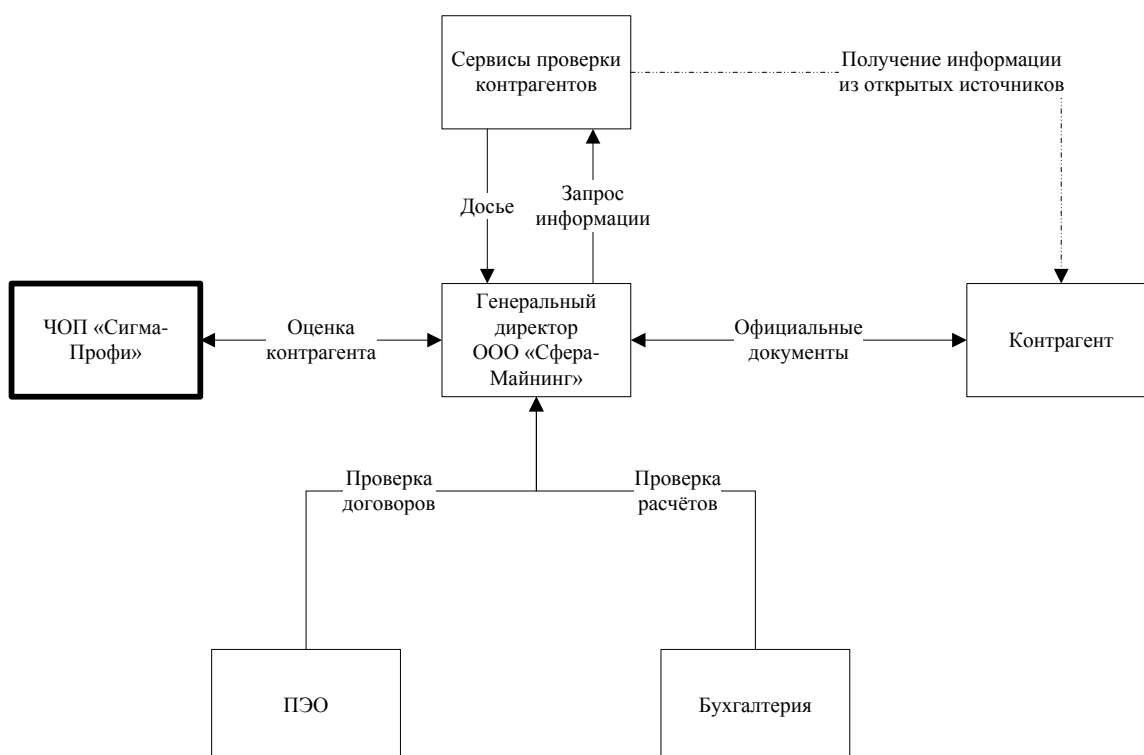 Сервисы проверки
контрагентов
Получение информации
из открытых источников
Досье
Запрос
информации
ЧОП «Сигма-
Профи»
Оценка
контрагента
Генеральный
директор
ООО «Сфера-
Майнинг»
Официальные
документы
Контрагент
Проверка
договоров
Проверка
расчётов
ПЭО
Бухгалтерия